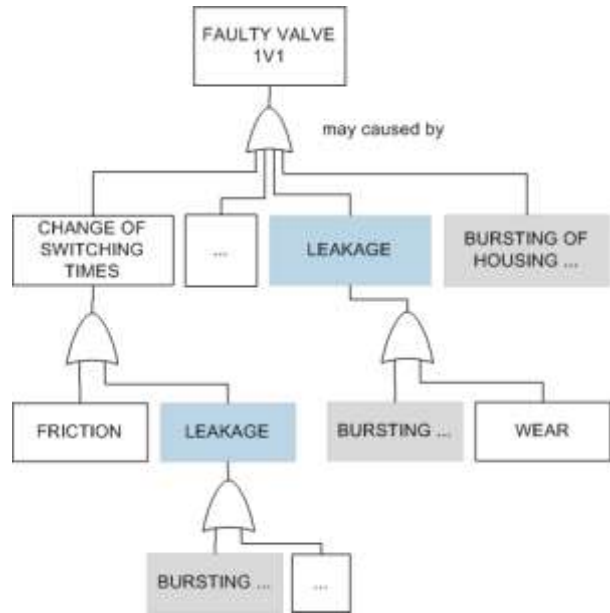 FAULTY VALVE
1V1
may caused by
CHANGE OF
SWITCHING
TIMES
...
LEAKAGE
BURSTING OF
HOUSING ...
FRICTION
LEAKAGE
BURSTING ...
WEAR
BURSTING ...
...